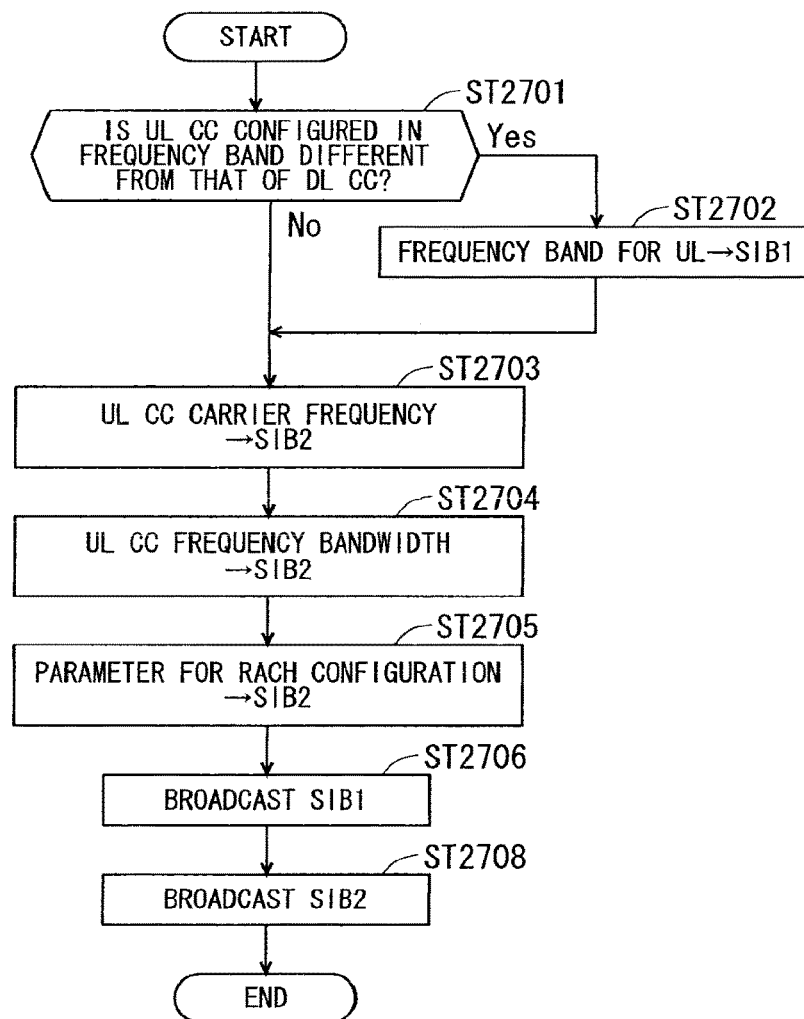 START
ST2701
IS UL CC CONFIGURED IN
FREQUENCY BAND DIFFERENT
FROM THAT OF DL CC?
Yes
No
ST2702
FREQUENCY BAND FOR UL→SIB1
ST2703
UL CC CARRIER FREQUENCY
→SIB2
ST2704
UL CC FREQUENCY BANDWIDTH
→SIB2
ST2705
PARAMETER FOR RACH CONFIGURATION
→SIB2
ST2706
BROADCAST SIB1
ST2708
BROADCAST SIB2
END